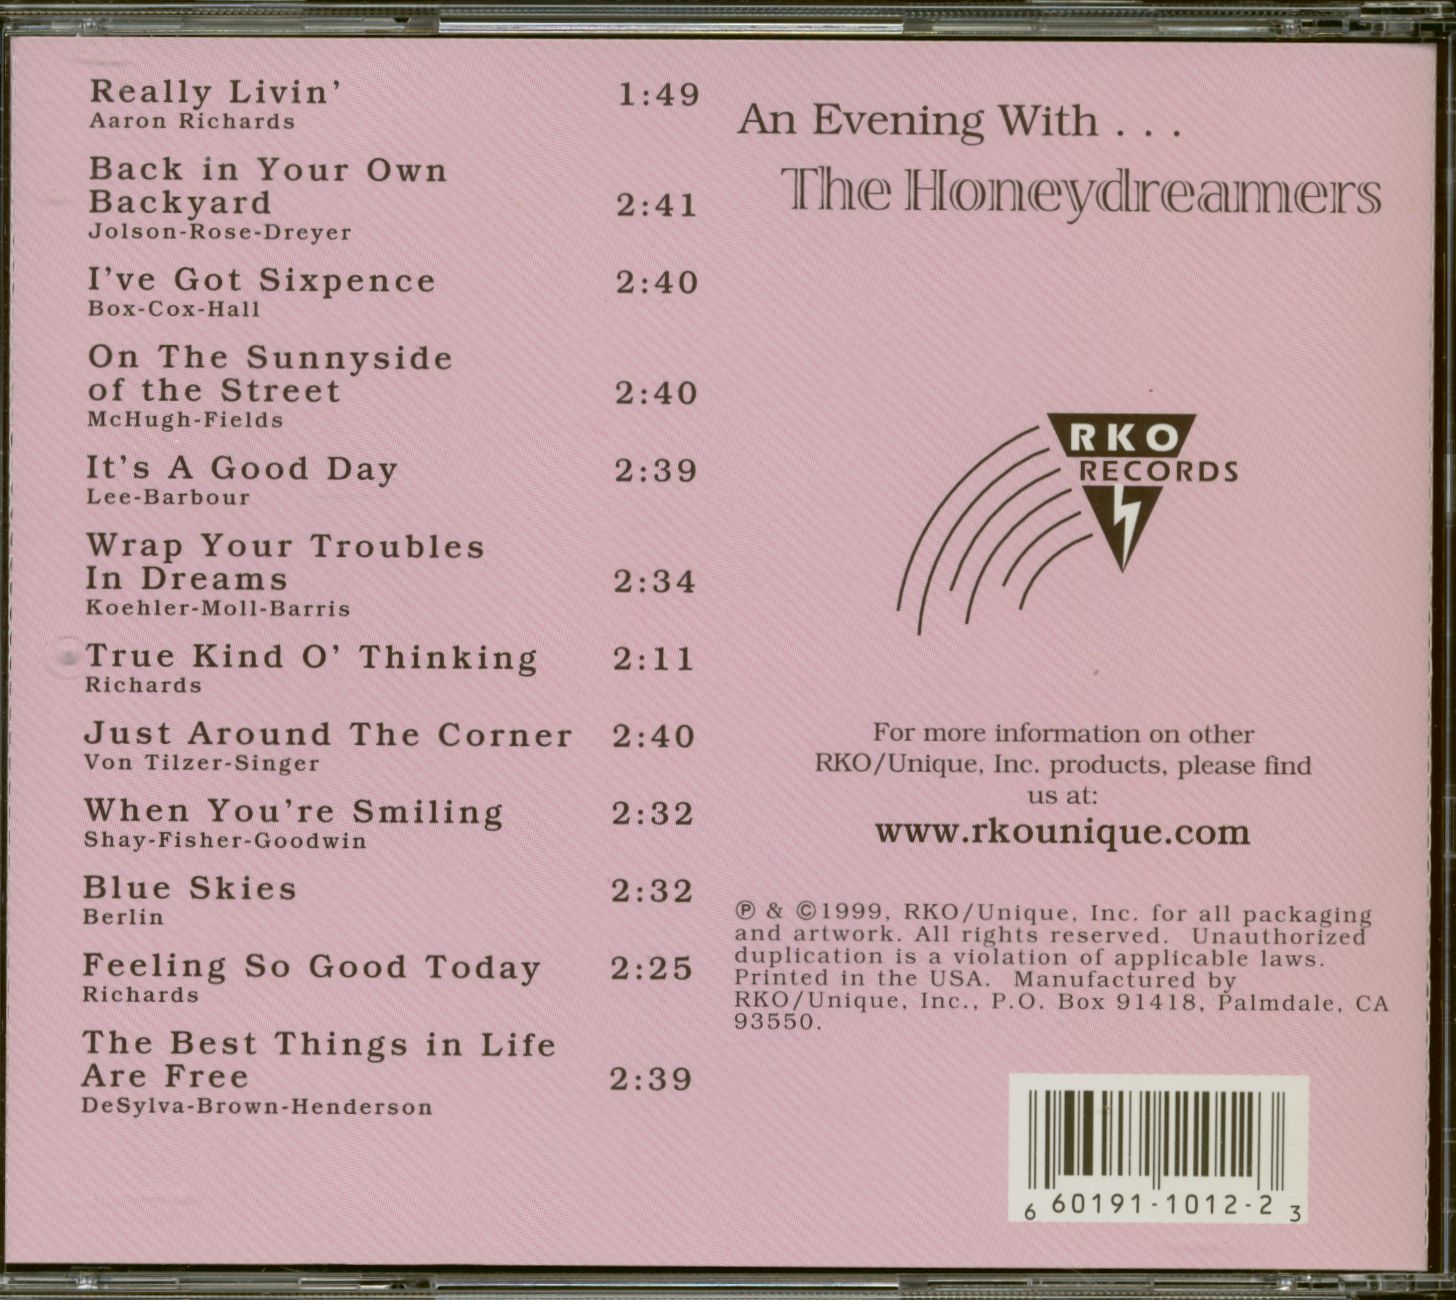 Really Livin' 1:49
Aaron Richards
Back in Your Own
Backyard 2:41
Jolson-Rose-Dreyer
I've Got Sixpence 2:40
Box-Cox-Hall
On The Sunnyside
of the Street 2:40
McHugh-Fields
It's A Good Day 2:39
Lee-Barbour
Wrap Your Troubles
In Dreams 2:34
Koehler-Moll-Barris
True Kind O' Thinking 2:11
Richards
Just Around The Corner 2:40
Von Tilzer-Singer
When You're Smiling 2:32
Shay-Fisher-Goodwin
Blue Skies 2:32
Berlin
Feeling So Good Today 2:25
Richards
The Best Things in Life
Are Free 2:39
DeSylva-Brown-Henderson
An Evening With . . .
The Honeydreamers
RKO
RECORDS
For more information on other
RKO/Unique, Inc. products, please find
us at:
www.rkounique.com
℗ & ©1999, RKO/Unique, Inc. for all packaging
and artwork. All rights reserved. Unauthorized
duplication is a violation of applicable laws.
Printed in the USA. Manufactured by
RKO/Unique, Inc., P.O. Box 91418, Palmdale, CA
93550.
6 60191-1012-2 3